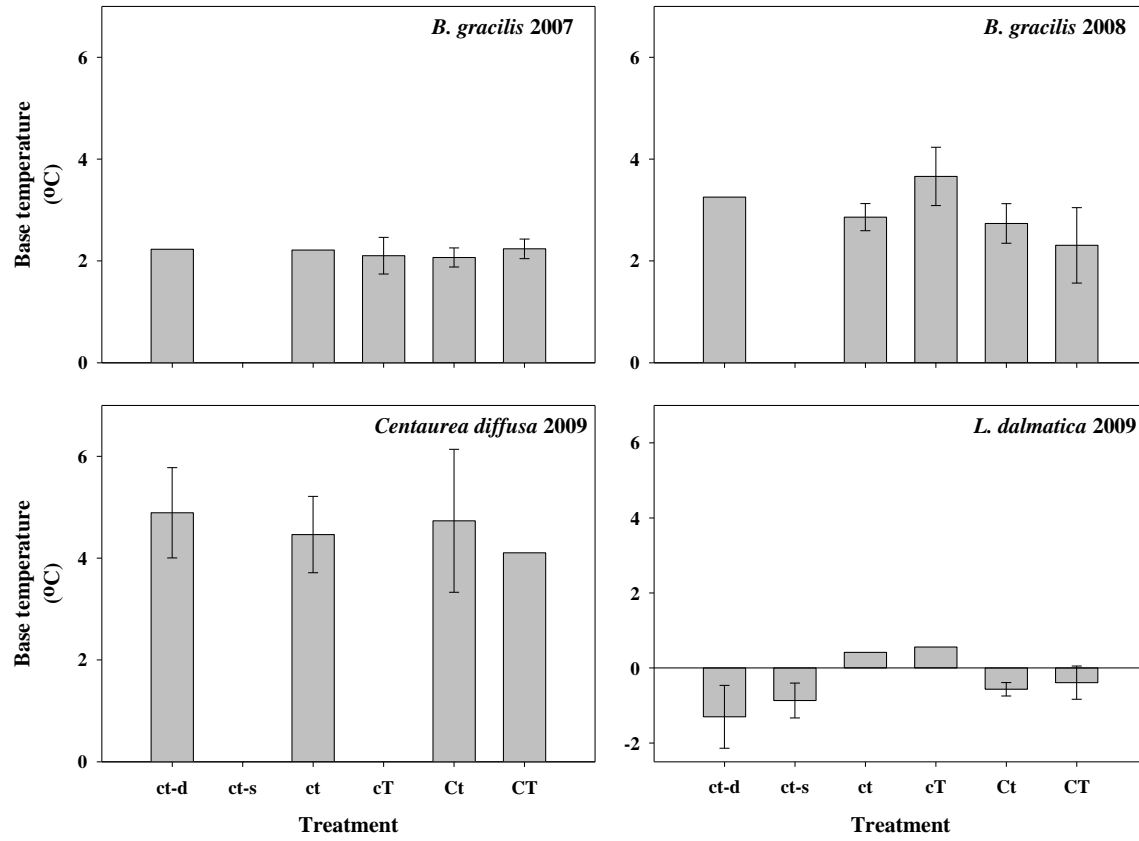 B. gracilis 2007
B. gracilis 2008
6
4
2
0
6
4
2
0
Base temperature
(ºC)
Centaurea diffusa 2009
L. dalmatica 2009
6
4
2
0
6
4
2
0
-2
Base temperature
(ºC)
ct-d ct-s ct cT Ct CT
ct-d ct-s ct cT Ct CT
Treatment
Treatment